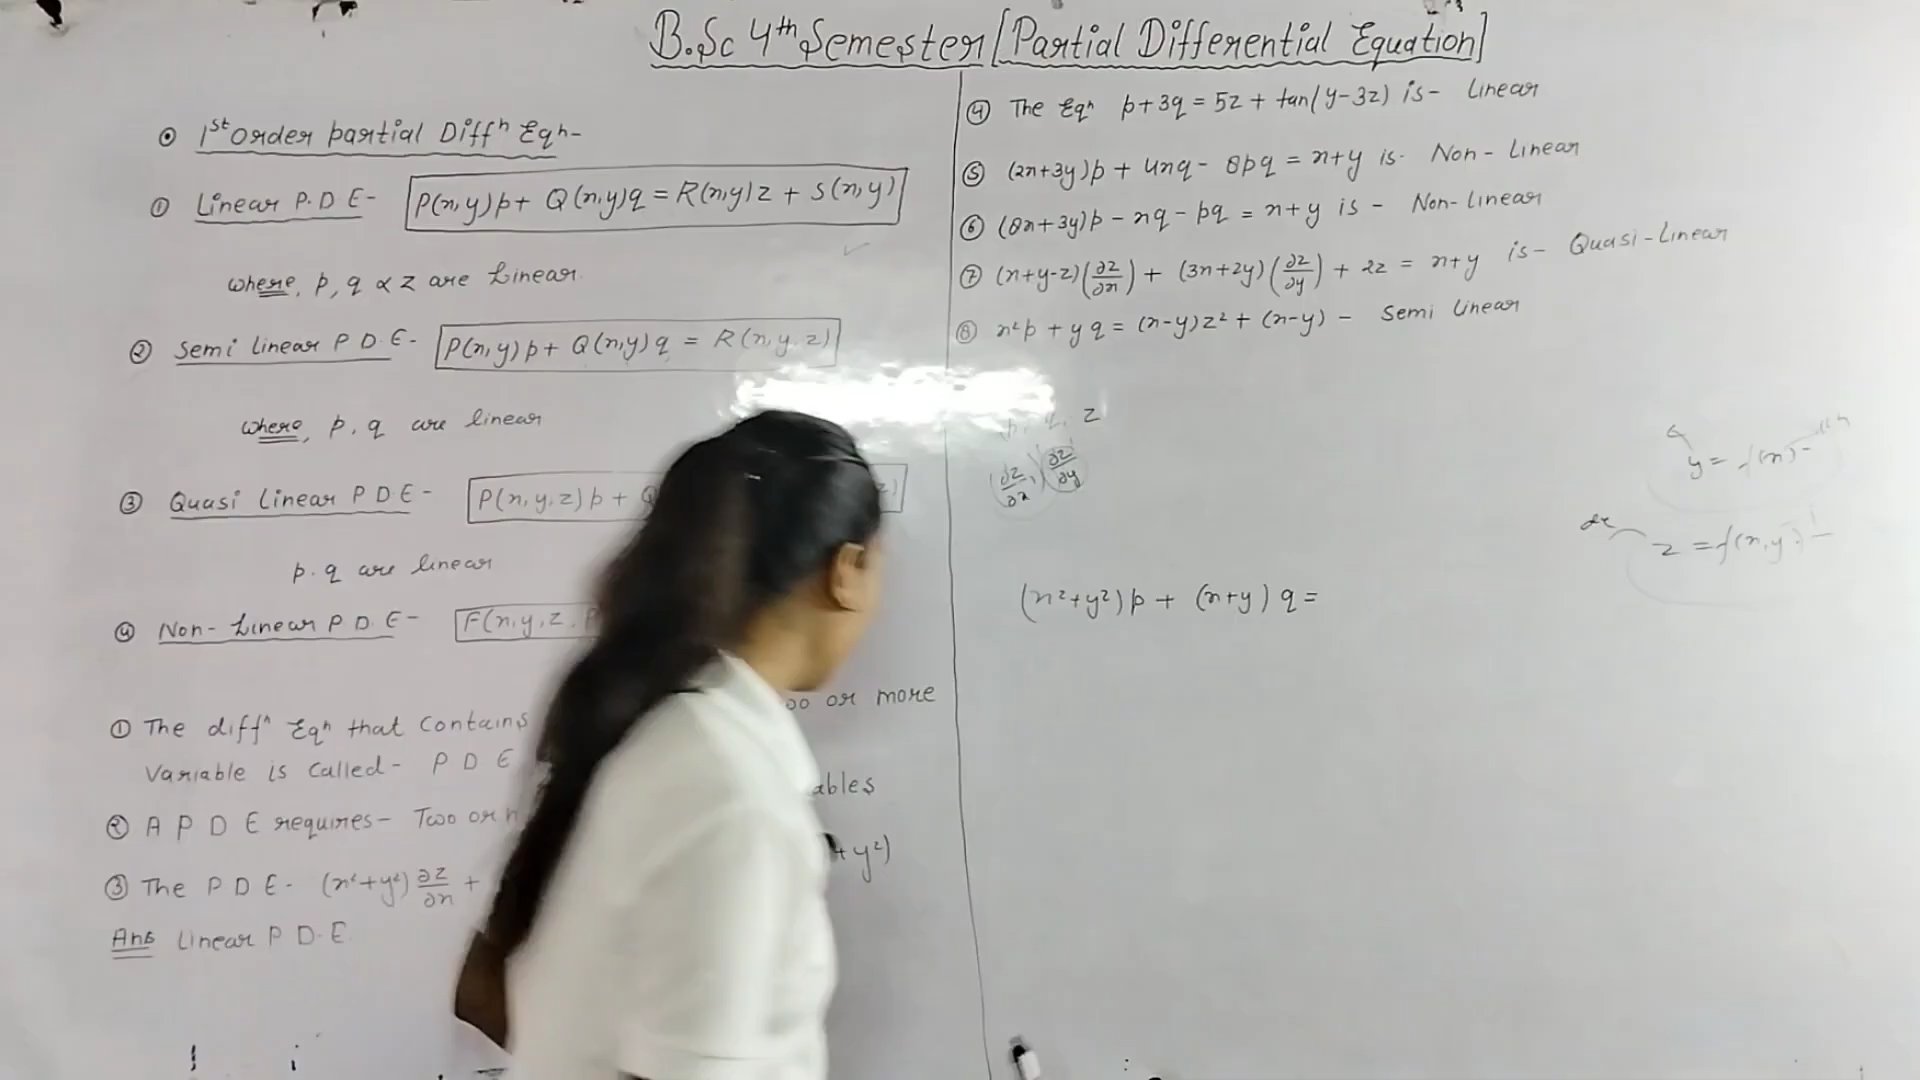 B.Sc 4th Semester [Partial Differential Equation]
⊙ 1st Order partial Diffn Eqn-
① Linear P.D E- P(x,y)p + Q(x,y)q = R(x,y)z + S(x,y)
where, p, q & z are Linear.
② Semi linear P D.E- P(x,y)p + Q(x,y)q = R(x,y,z)
where, p, q are linear
③ Quasi Linear P D.E- P(x,y,z)p + Q
p.q are linear
④ Non-Linear P D.E- F(x,y,z,p
① The diffn Eqn that Contains oo or more
Variable is Called- P D E
ables
② A P D E requires- Two or
③ The P D E- (x²+y²) ∂z/∂x + + y²)
Ans Linear P D.E.
④ The Eqn p+3q = 5z + tan(y-3z) is- Linear
⑤ (2x+3y)p + 4xq - 8pq = x+y is- Non-Linear
⑥ (8x+3y)p - xq - pq = x+y is- Non-linear
⑦ (x+y-z)(∂z/∂x) + (3x+2y)(∂z/∂y) + 2z = x+y is- Quasi-Linear
⑧ x²p + yq = (x-y)z² + (x-y) - Semi linear
z
(∂z/∂x, ∂z/∂y)
y = f(x)-
z = f(x,y)-
(x²+y²)p + (x+y)q =